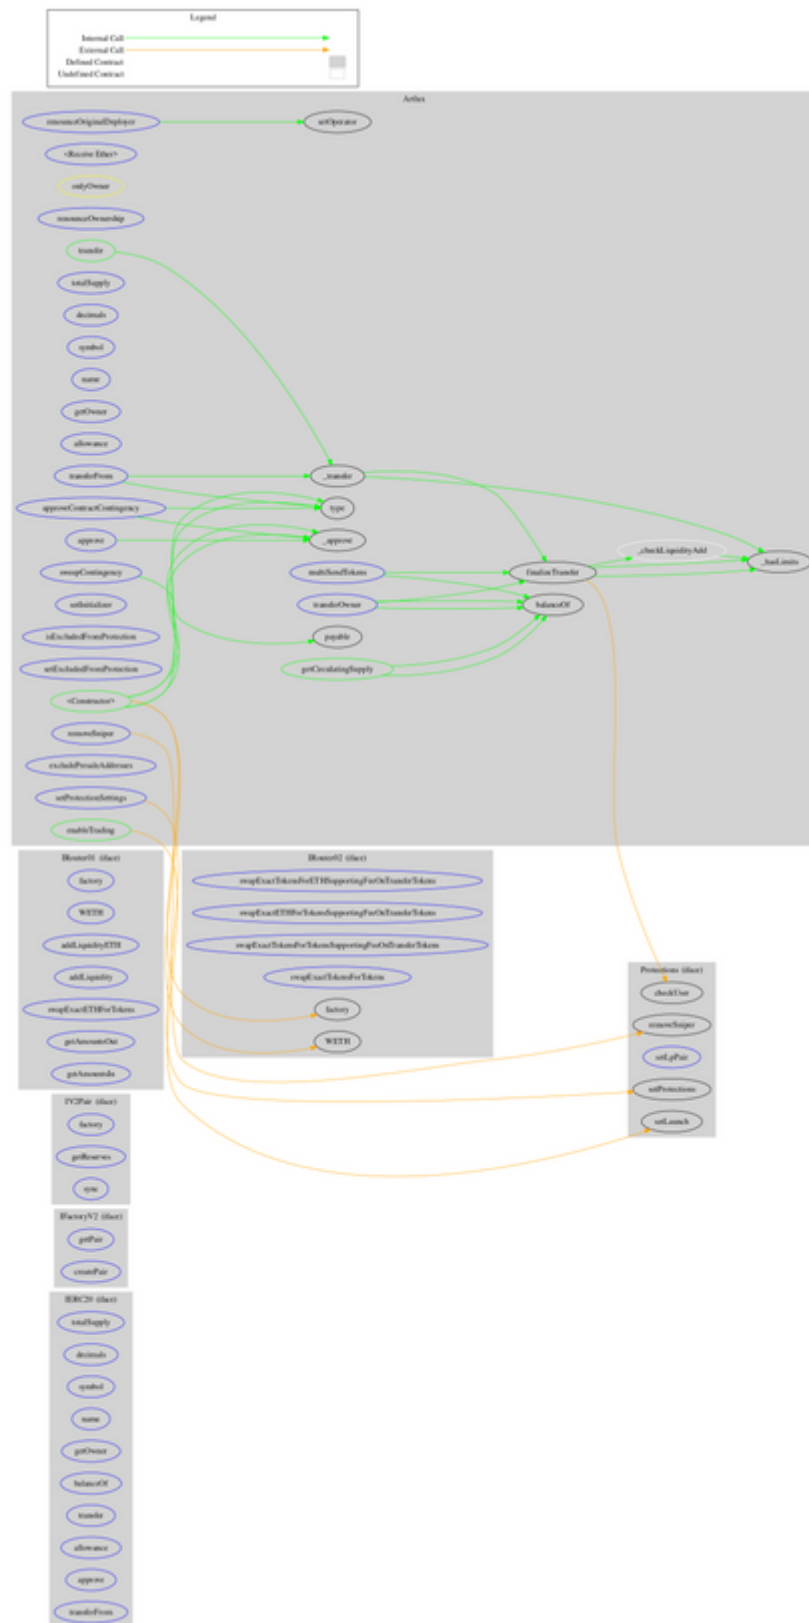 Legend
Internal Call
External Call
Defined Contract
Undefined Contract
renounceOriginalDeployer
setOperator
<Receive Ether>
onlyOwner
renounceOwnership
transfer
totalSupply
decimals
symbol
name
getOwner
allowance
transferFrom
_transfer
approveContractContingency
type
_checkLiquidityAdd
approve
_approve
_hasLimits
sweepContingency
multiSendTokens
finalizeTransfer
setInitializer
transferOwner
balanceOf
isExcludedFromProtection
payable
setExcludedFromProtection
getCirculatingSupply
<Constructor>
removeSniper
excludePresaleAddresses
setProtectionSettings
enableTrading
IRouter01 (iface)
factory
WETH
addLiquidityETH
addLiquidity
swapExactETHForTokens
getAmountsOut
getAmountsIn
IRouter02 (iface)
swapExactTokensForETHSupportingFeeOnTransferTokens
swapExactETHForTokensSupportingFeeOnTransferTokens
swapExactTokensForTokensSupportingFeeOnTransferTokens
swapExactTokensForTokens
factory
WETH
Protections (iface)
checkUser
removeSniper
setLpPair
setProtections
setLaunch
IV2Pair (iface)
factory
getReserves
sync
IFactoryV2 (iface)
getPair
createPair
IERC20 (iface)
totalSupply
decimals
symbol
name
getOwner
balanceOf
transfer
allowance
approve
transferFrom